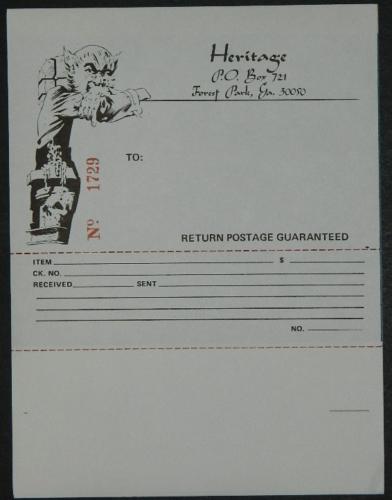 Heritage
P.O. Box 721
Forest Park, Ga. 30050
TO:
Nº 1729
RETURN POSTAGE GUARANTEED
ITEM $
CK. NO.
RECEIVED SENT
NO.